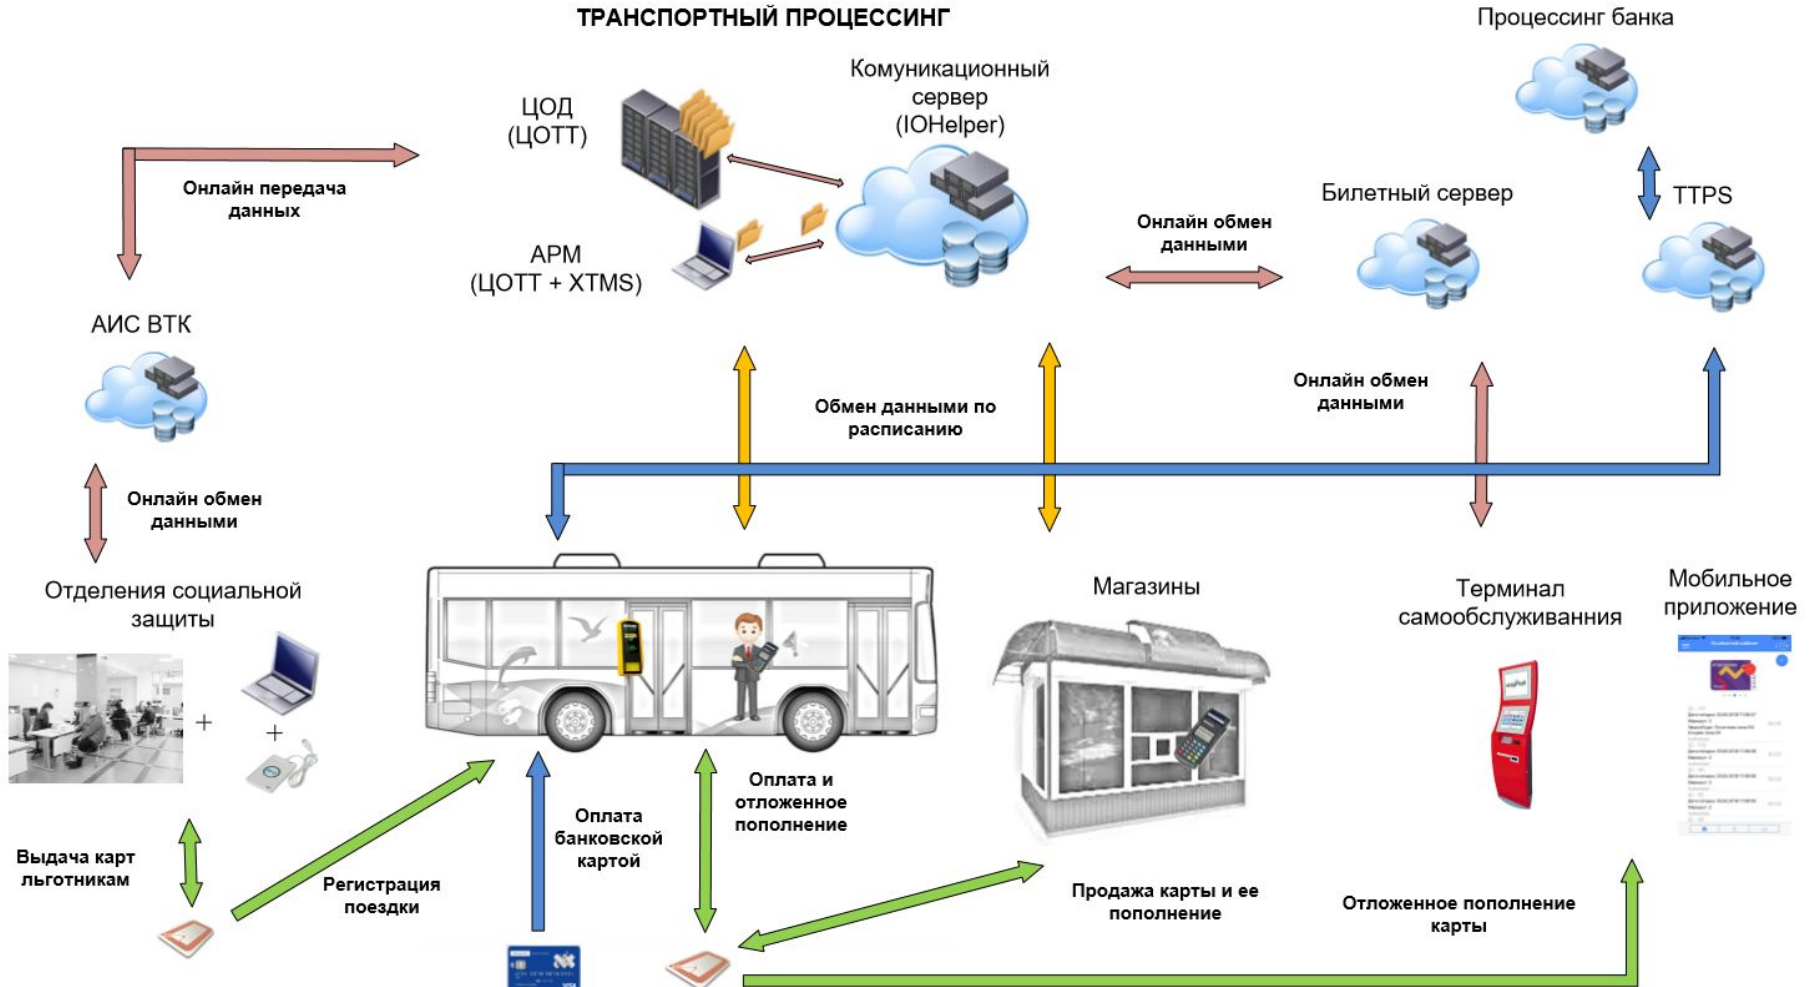 ТРАНСПОРТНЫЙ ПРОЦЕССИНГ
Процессинг банка
Комуникационный
сервер
(IOHelper)
ЦОД
(ЦОТТ)
Онлайн передача
данных
Билетный сервер
TTPS
Онлайн обмен
данными
АРМ
(ЦОТТ + XTMS)
АИС ВТК
Онлайн обмен
данными
Обмен данными по
расписанию
Онлайн обмен
данными
Отделения социальной
защиты
Магазины
Терминал
самообслуживанния
Мобильное
приложение
+
+
Оплата и
отложенное
пополнение
Оплата
банковской
картой
Выдача карт
льготникам
Регистрация
поездки
Продажа карты и ее
пополнение
Отложенное пополнение
карты
VISA